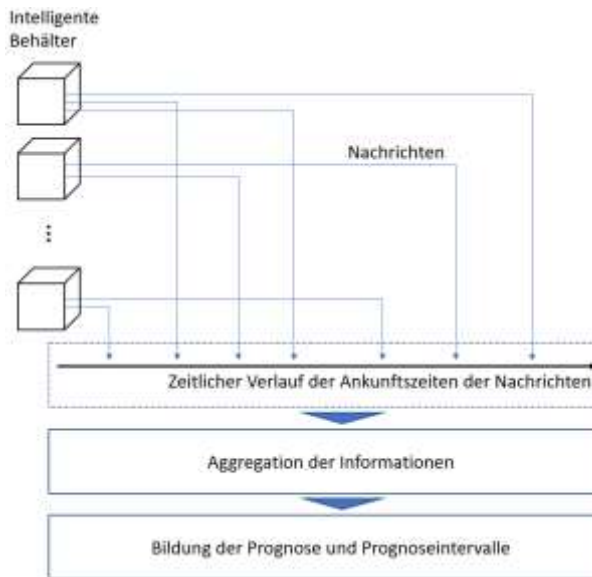 Intelligente
Behälter
Nachrichten
...
Zeitlicher Verlauf der Ankunftszeiten der Nachrichten
Aggregation der Informationen
Bildung der Prognose und Prognoseintervalle